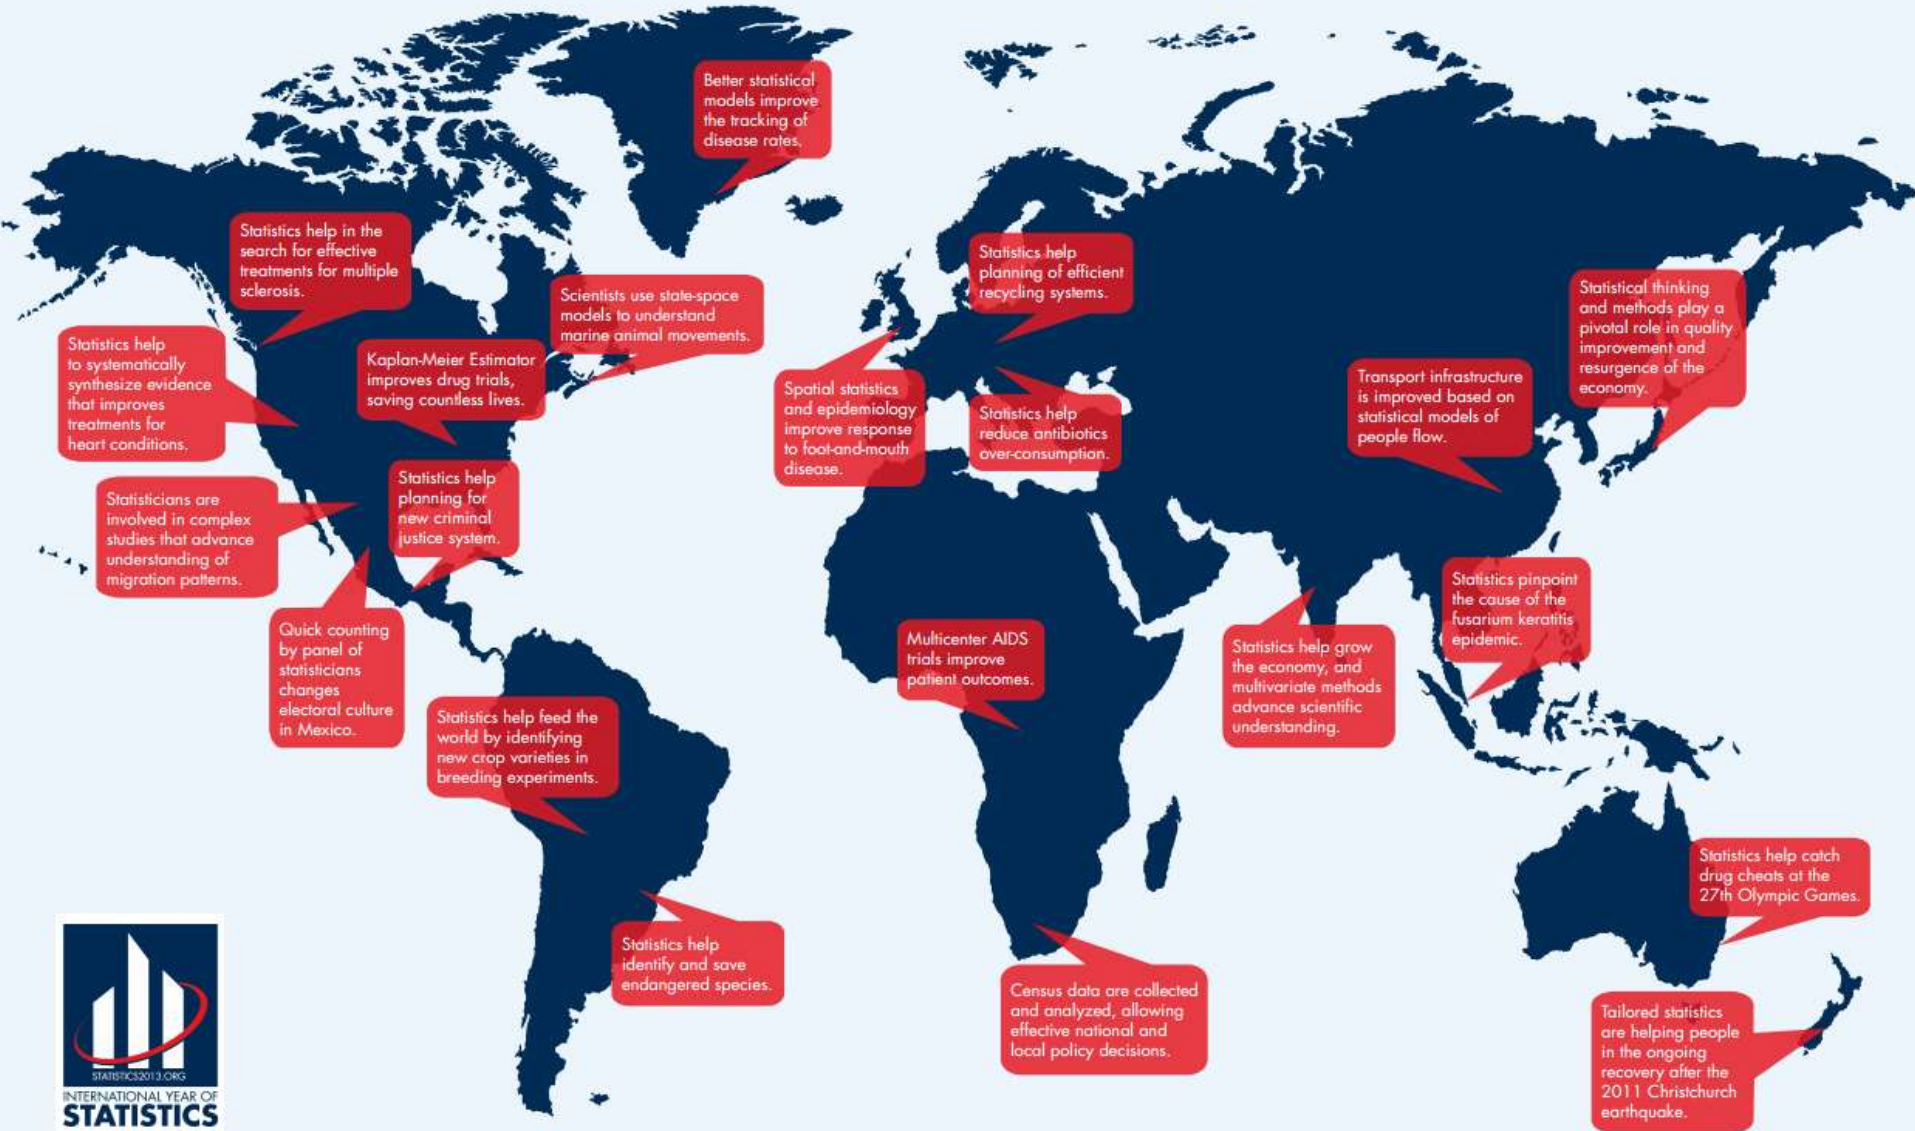 Better statistical
models improve
the tracking of
disease rates.
Statistics help in the
search for effective
treatments for multiple
sclerosis.
Scientists use state-space
models to understand
marine animal movements.
Statistics help
planning of efficient
recycling systems.
Statistical thinking
and methods play a
pivotal role in quality
improvement and
resurgence of the
economy.
Statistics help
to systematically
synthesize evidence
that improves
treatments for
heart conditions.
Kaplan-Meier Estimator
improves drug trials,
saving countless lives.
Spatial statistics
and epidemiology
improve response
to foot-and-mouth
disease.
Statistics help
reduce antibiotics
over-consumption.
Transport infrastructure
is improved based on
statistical models of
people flow.
Statisticians are
involved in complex
studies that advance
understanding of
migration patterns.
Statistics help
planning for
new criminal
justice system.
Statistics pinpoint
the cause of the
fusarium keratitis
epidemic.
Quick counting
by panel of
statisticians
changes
electoral culture
in Mexico.
Multicenter AIDS
trials improve
patient outcomes.
Statistics help grow
the economy, and
multivariate methods
advance scientific
understanding.
Statistics help feed the
world by identifying
new crop varieties in
breeding experiments.
Statistics help catch
drug cheats at the
27th Olympic Games.
Statistics help
identify and save
endangered species.
Census data are collected
and analyzed, allowing
effective national and
local policy decisions.
Tailored statistics
are helping people
in the ongoing
recovery after the
2011 Christchurch
earthquake.
STATISTICS2013.ORG
INTERNATIONAL YEAR OF
STATISTICS